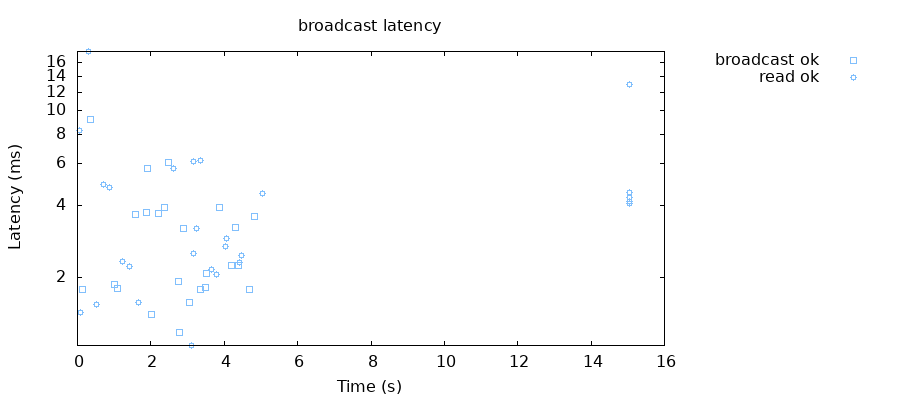 broadcast latency
broadcast ok
read ok
16
14
12
10
8
6
4
2
Latency (ms)
0 2 4 6 8 10 12 14 16
Time (s)